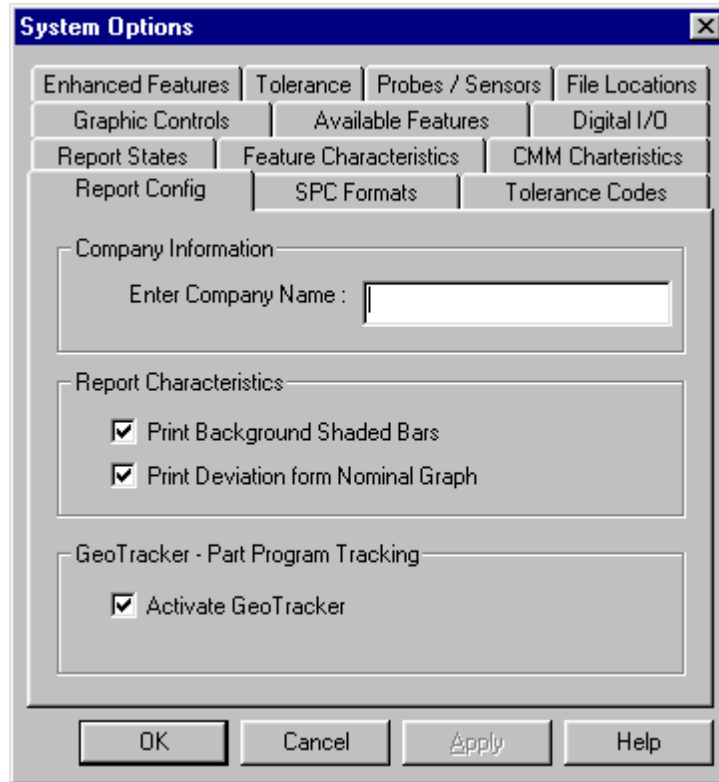 System Options
Enhanced Features Tolerance Probes / Sensors File Locations
Graphic Controls Available Features Digital I/O
Report States Feature Characteristics CMM Charteristics
Report Config SPC Formats Tolerance Codes
Company Information
Enter Company Name :
Report Characteristics
Print Background Shaded Bars
Print Deviation form Nominal Graph
GeoTracker - Part Program Tracking
Activate GeoTracker
OK Cancel Apply Help